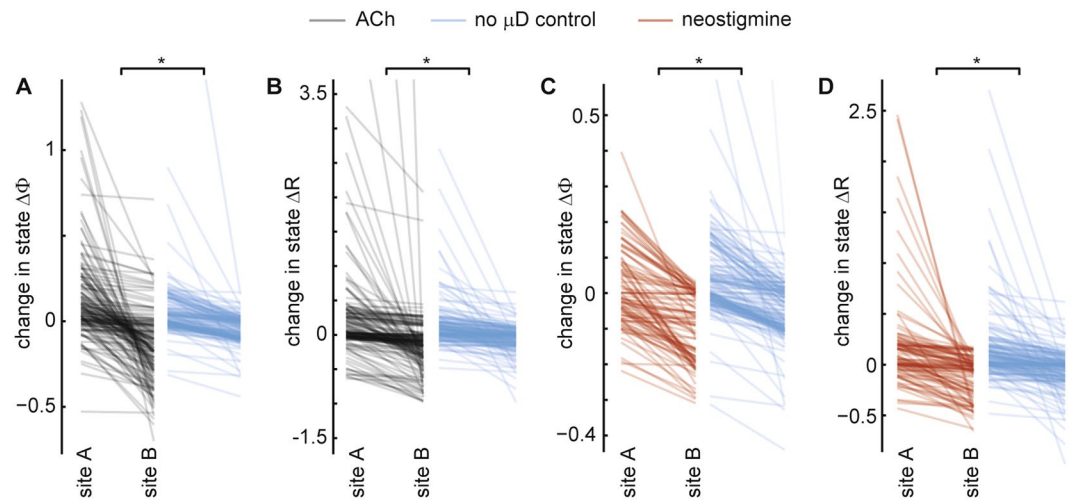 ACh no μD control neostigmine
A * B * C * D *
change in state ΔΦ
1
0
−0.5
site A site B
change in state ΔR
3.5
0
-1.5
site A site B
change in state ΔΦ
0.5
0
−0.4
site A site B
change in state ΔR
2.5
0
−0.5
site A site B